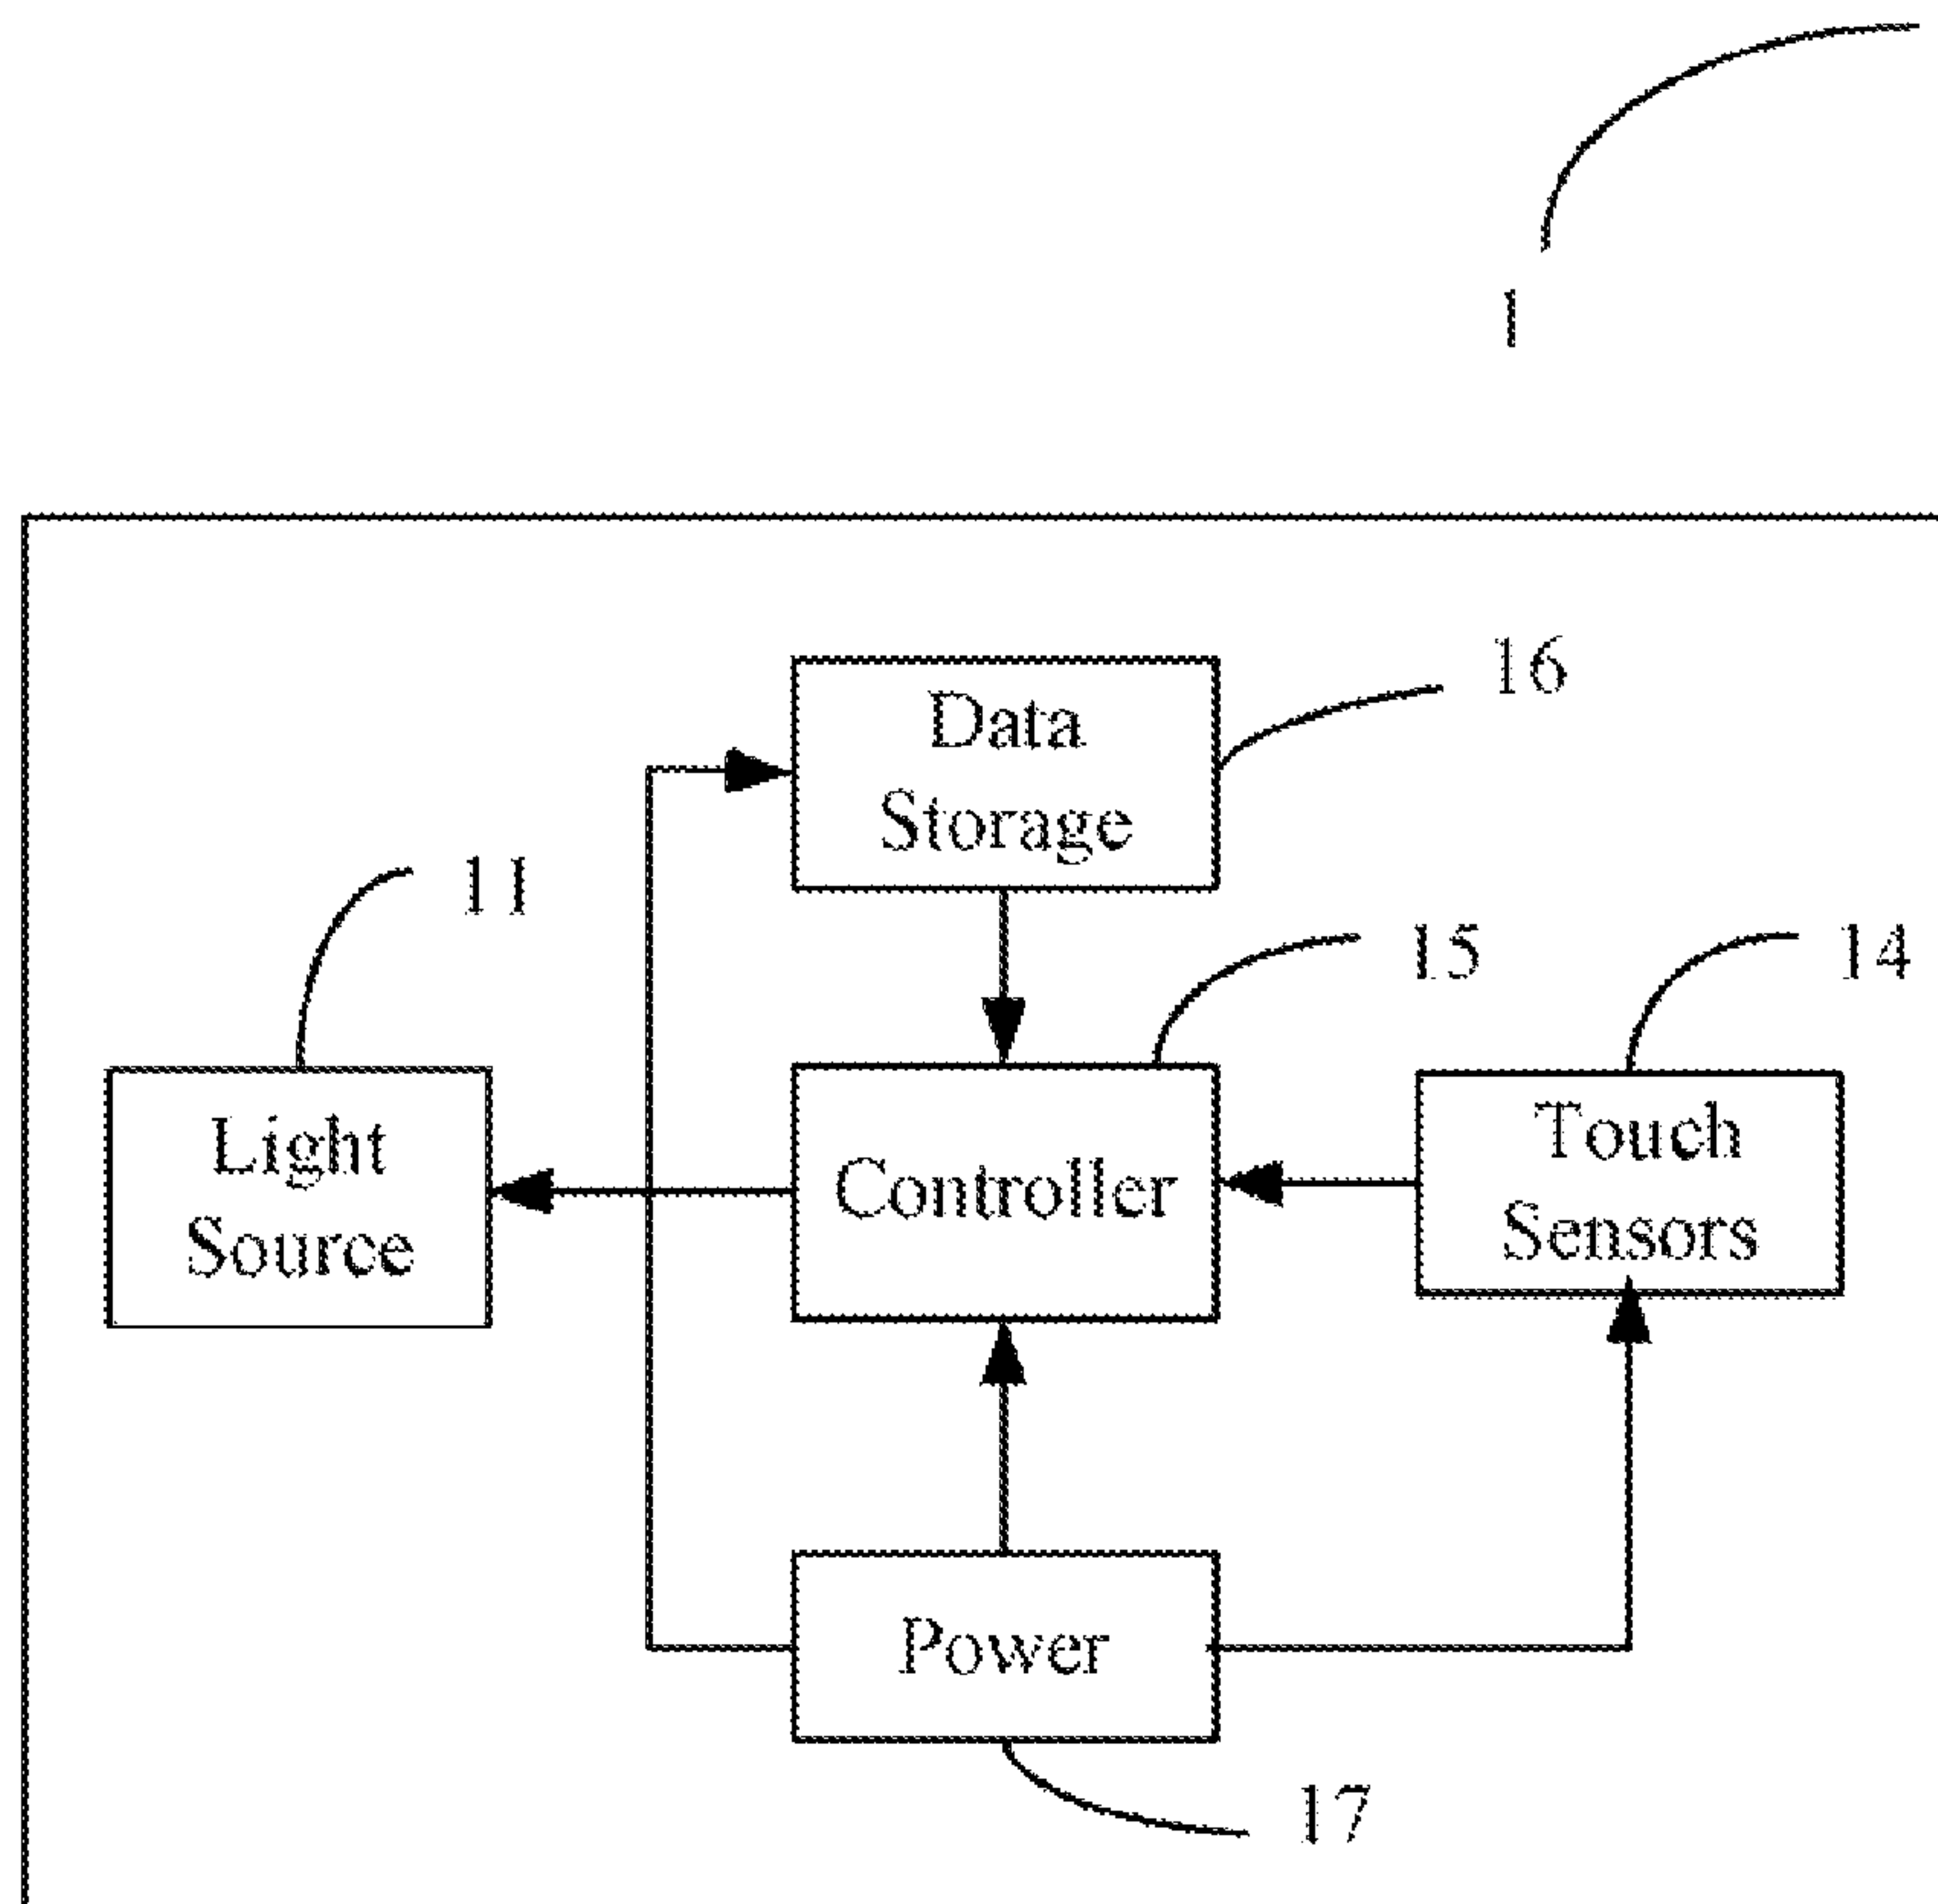 1
16
Data
Storage
11
15
14
Light
Source
Controller
Touch
Sensors
Power
17